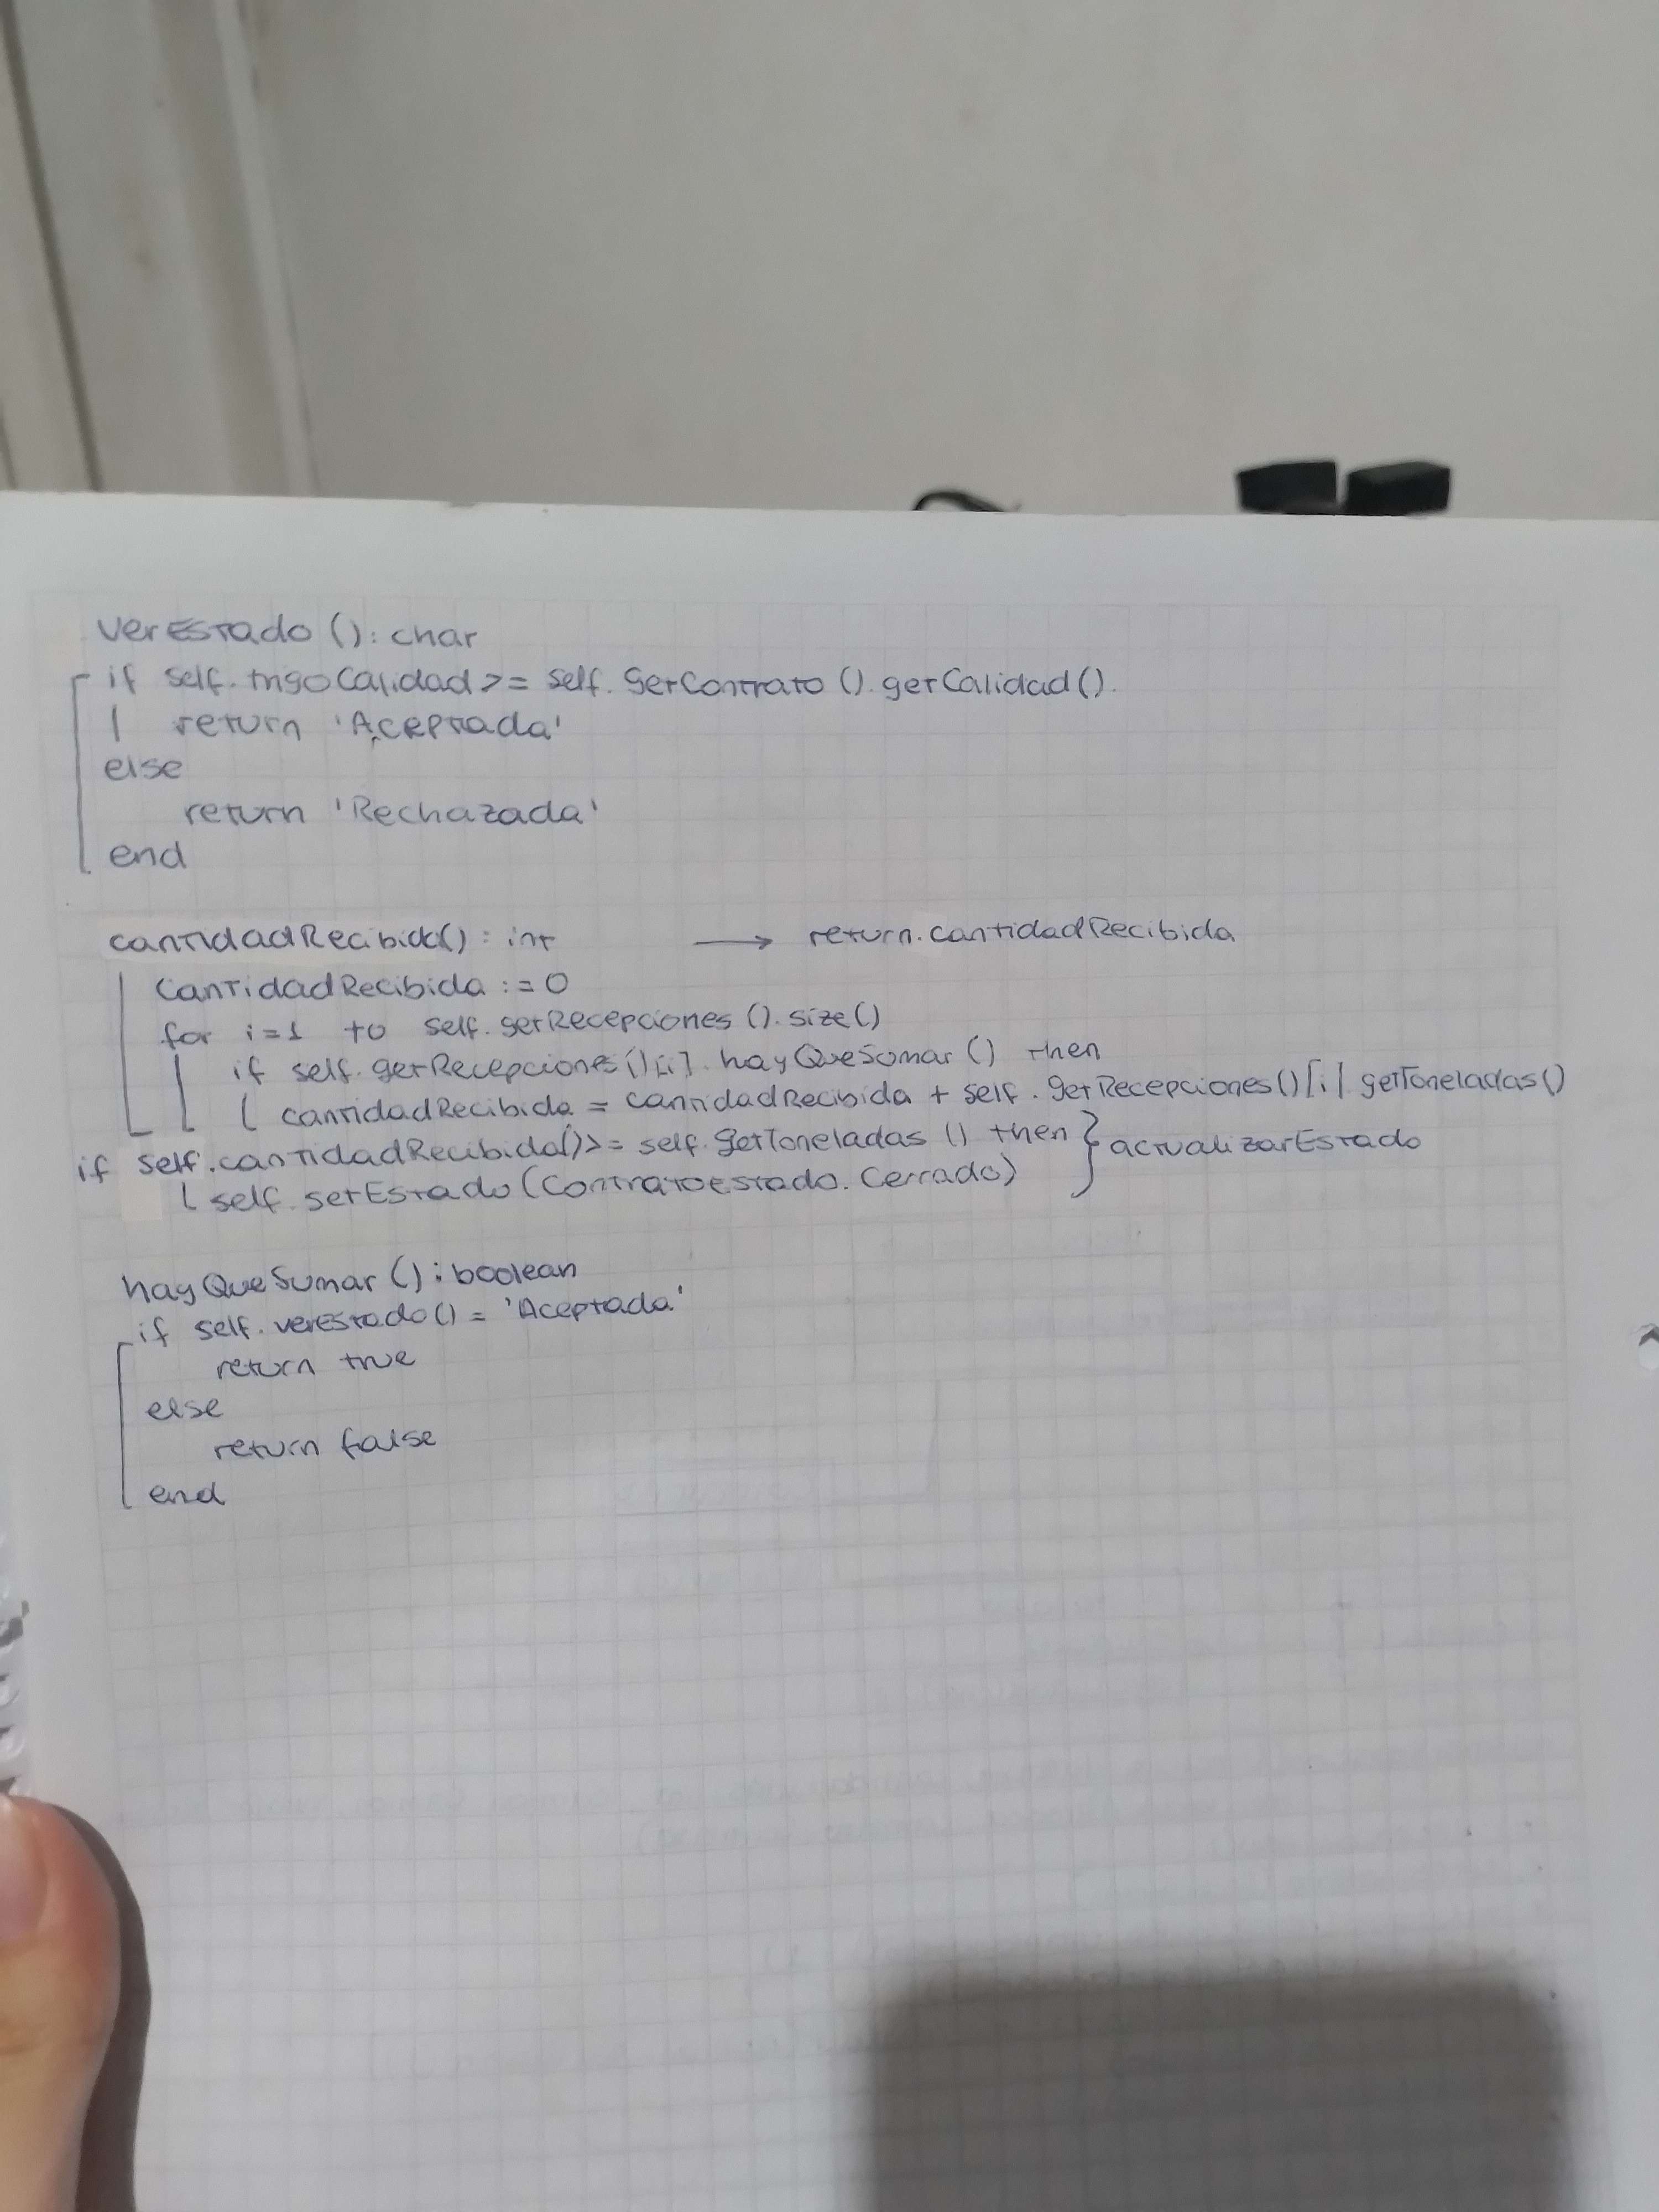 verEstado (): char
if self.trigoCalidad >= self.getContrato().getCalidad().
return 'Aceptada'
else
return 'Rechazada'
end
cantidadRecibida(): int → return.cantidadRecibida
CantidadRecibida := 0
for i=1 to self.getRecepciones().size()
if self.getRecepciones()[i].hayQueSumar() then
cantidadRecibida = cantidadRecibida + self.getRecepciones()[i].getToneladas()
if self.cantidadRecibida()>= self.getToneladas() then } actualizarEstado
self.setEstado(ContratoEstado.Cerrado)
hayQueSumar(): boolean
if self.verEstado() = 'Aceptada'
return true
else
return false
end